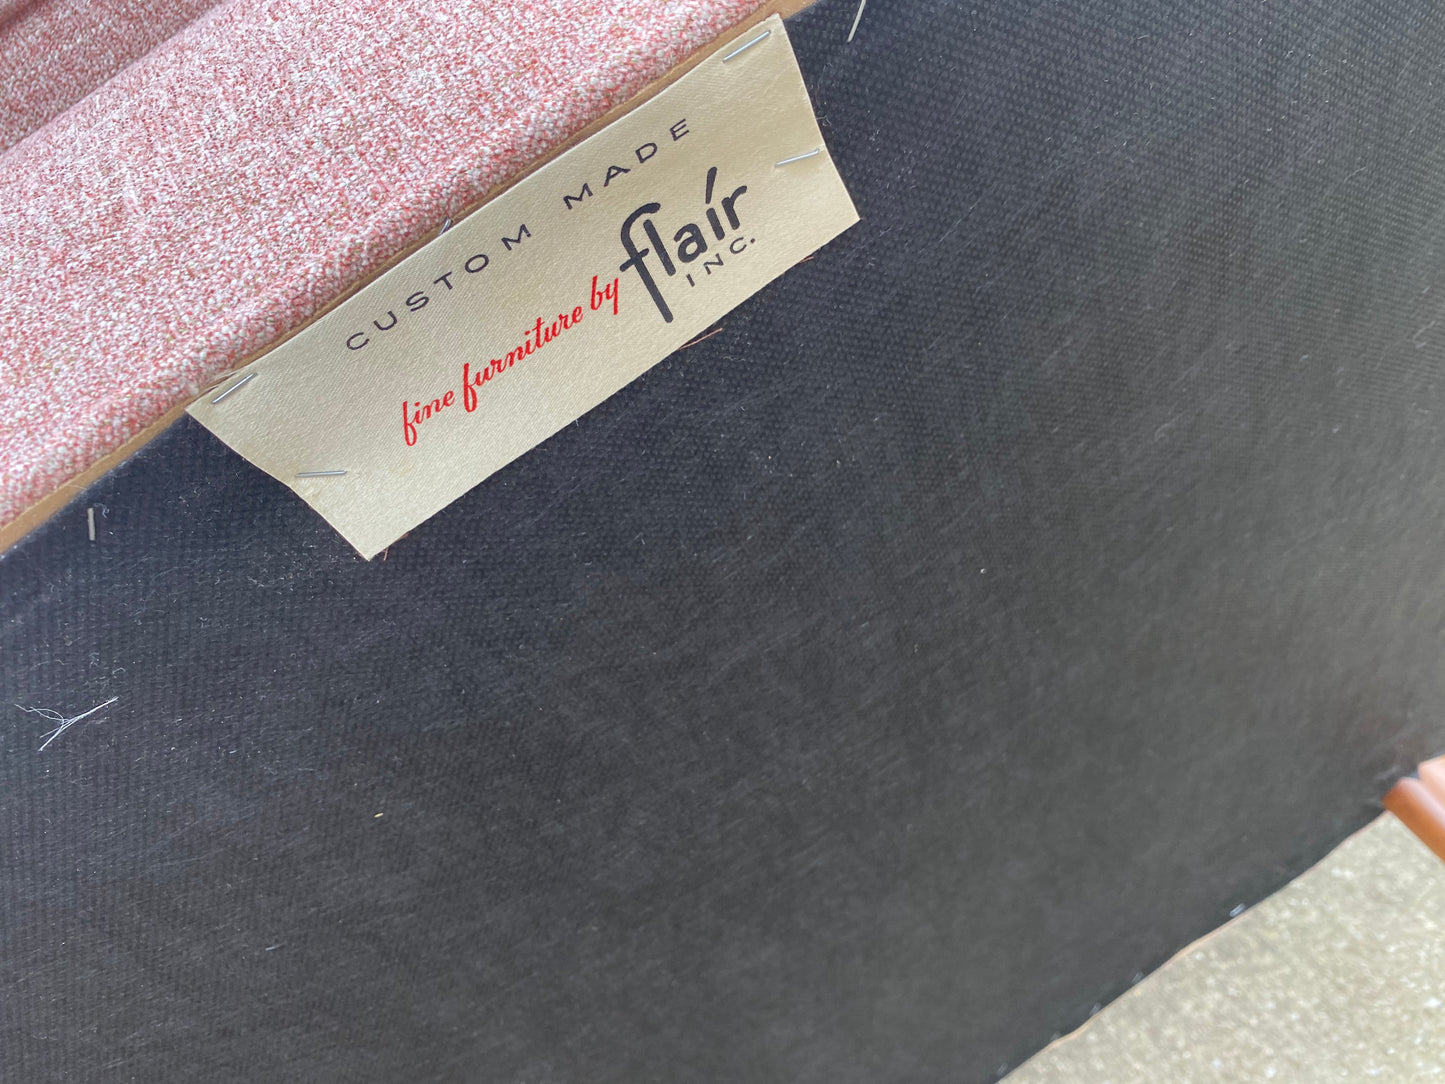 CUSTOM MADE
fine furniture by flair
INC.